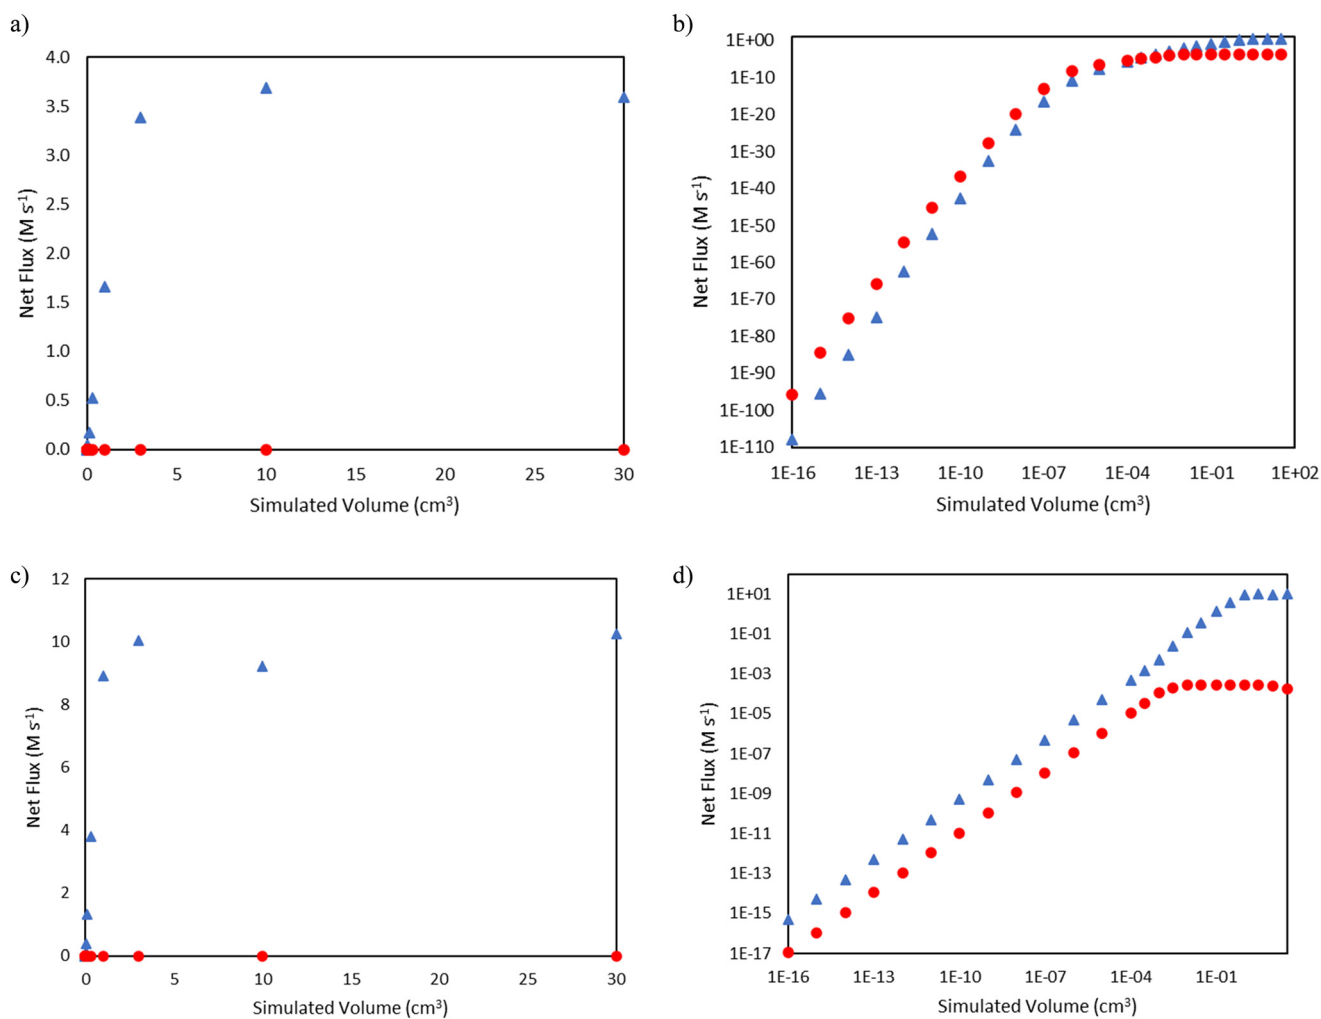 a)
4.0
3.5
3.0
2.5
2.0
1.5
1.0
0.5
0.0
Net Flux (M s-1)
0 5 10 15 20 25 30
Simulated Volume (cm3)
b)
1E+00
1E-10
1E-20
1E-30
1E-40
1E-50
1E-60
1E-70
1E-80
1E-90
1E-100
1E-110
Net Flux (M s-1)
1E-16 1E-13 1E-10 1E-07 1E-04 1E-01 1E+02
Simulated Volume (cm3)
c)
12
10
8
6
4
2
0
Net Flux (M s-1)
0 5 10 15 20 25 30
Simulated Volume (cm3)
d)
1E+01
1E-01
1E-03
1E-05
1E-07
1E-09
1E-11
1E-13
1E-15
1E-17
Net Flux (M s-1)
1E-16 1E-13 1E-10 1E-07 1E-04 1E-01
Simulated Volume (cm3)